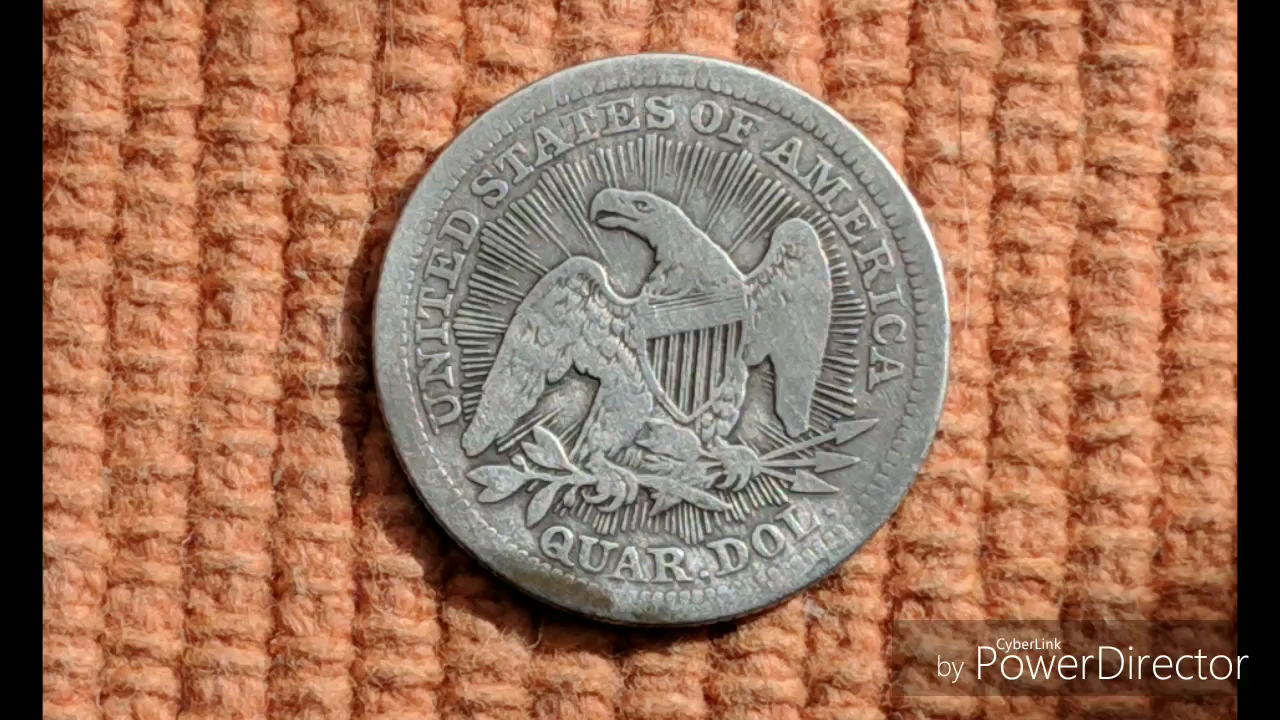 UNITED STATES OF AMERICA
QUAR. DOL.
CyberLink
by PowerDirector